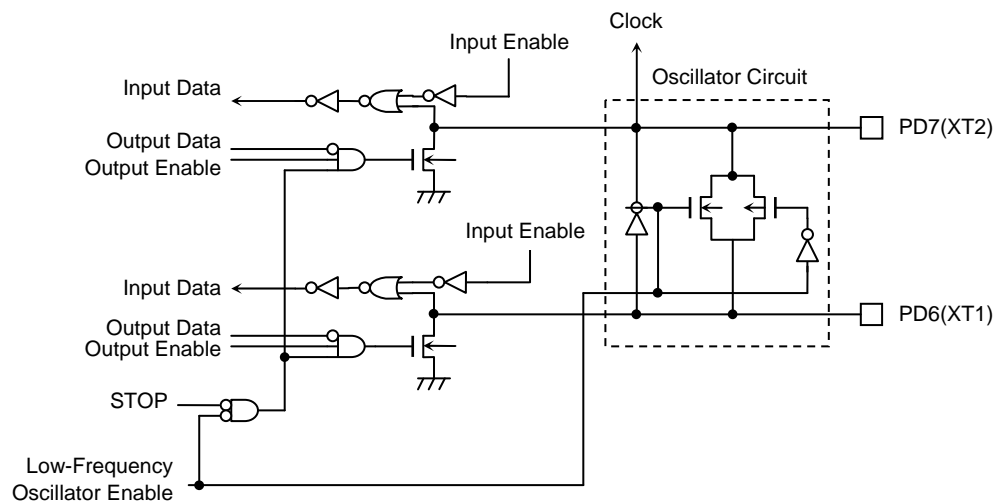 Clock
Input Enable
Oscillator Circuit
Input Data
PD7(XT2)
Output Data
Output Enable
Input Enable
Input Data
PD6(XT1)
Output Data
Output Enable
STOP
Low-Frequency
Oscillator Enable